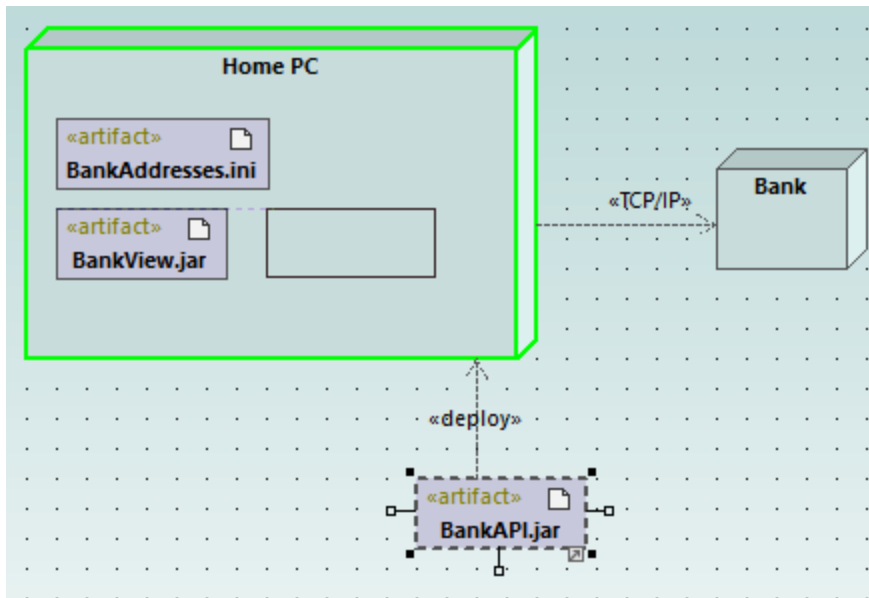 Home PC
«artifact»
BankAddresses.ini
«artifact»
BankView.jar
«TCP/IP»
Bank
«deploy»
«artifact»
BankAPI.jar